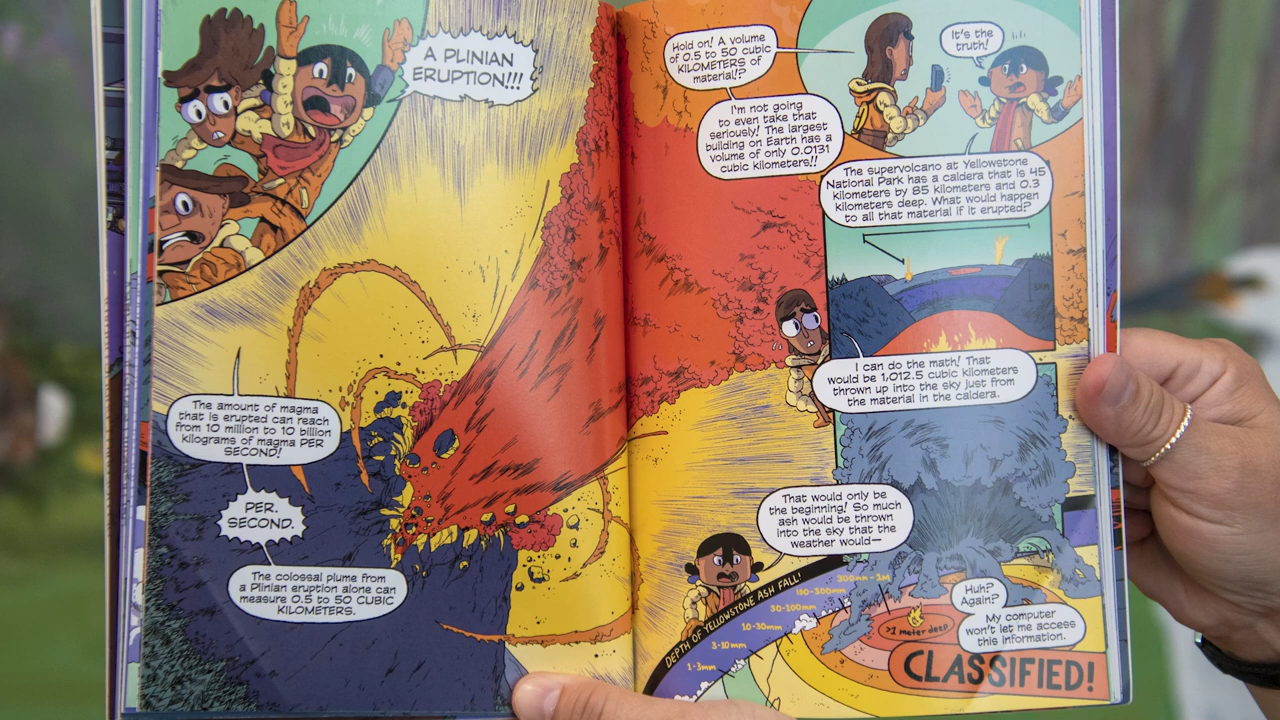 A PLINIAN
ERUPTION!!!
The amount of magma
that is erupted can reach
from 10 million to 10 billion
kilograms of magma PER
SECOND!
PER.
SECOND.
The colossal plume from
a Plinian eruption alone can
measure 0.5 to 50 CUBIC
KILOMETERS.
Hold on! A volume
of 0.5 to 50 cubic
KILOMETERS of
material!?
It's the
truth!
I'm not going
to even take that
seriously! The largest
building on Earth has a
volume of only 0.0131
cubic kilometers!!
The supervolcano at Yellowstone
National Park has a caldera that is 45
kilometers by 85 kilometers and 0.3
kilometers deep. What would happen
to all that material if it erupted?
I can do the math! That
would be 1,012.5 cubic kilometers
thrown up into the sky just from
the material in the caldera.
That would only be
the beginning! So much
ash would be thrown
into the sky that the
weather would—
DEPTH OF YELLOWSTONE ASH FALL!
300mm - 1M
100-300mm
30-100mm
10-30mm
3-10mm
1-3mm
>1 meter deep
Huh?
Again?
My computer
won't let me access
this information.
CLASSIFIED!